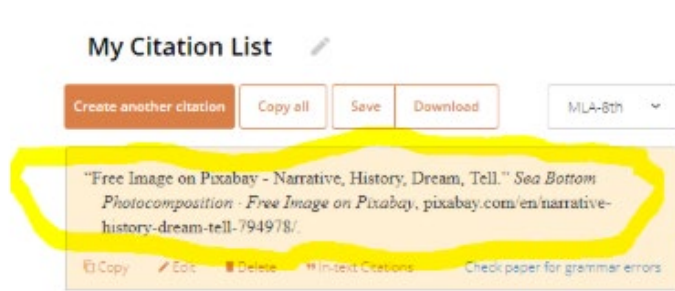 My Citation List
Create another citation Copy all Save Download MLA-8th
“Free Image on Pixabay - Narrative, History, Dream, Tell.” Sea Bottom
Photocomposition · Free Image on Pixabay, pixabay.com/en/narrative-
history-dream-tell-794978/.
Copy Edit Delete In-text Citations Check paper for grammar errors